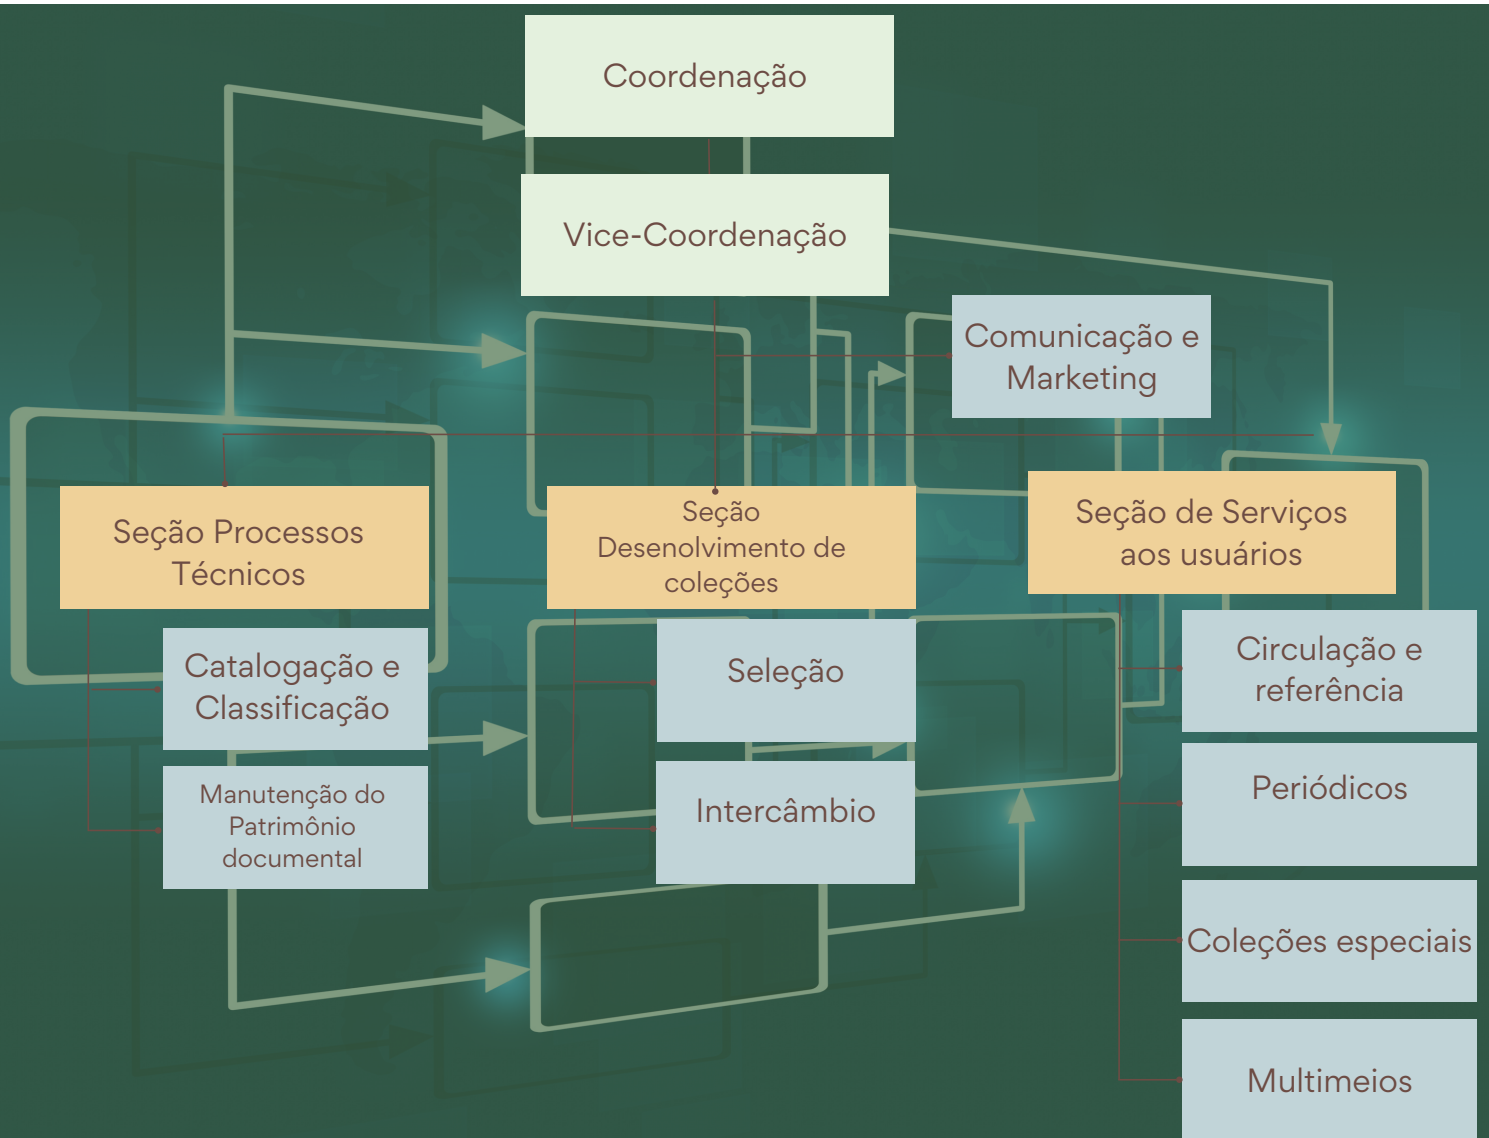 Coordenação
Vice-Coordenação
Comunicação e
Marketing
Seção Processos
Técnicos
Seção
Desenolvimento de
coleções
Seção de Serviços
aos usuários
Catalogação e
Classificação
Manutenção do
Patrimônio
documental
Seleção
Intercâmbio
Circulação e
referência
Periódicos
Coleções especiais
Multimeios